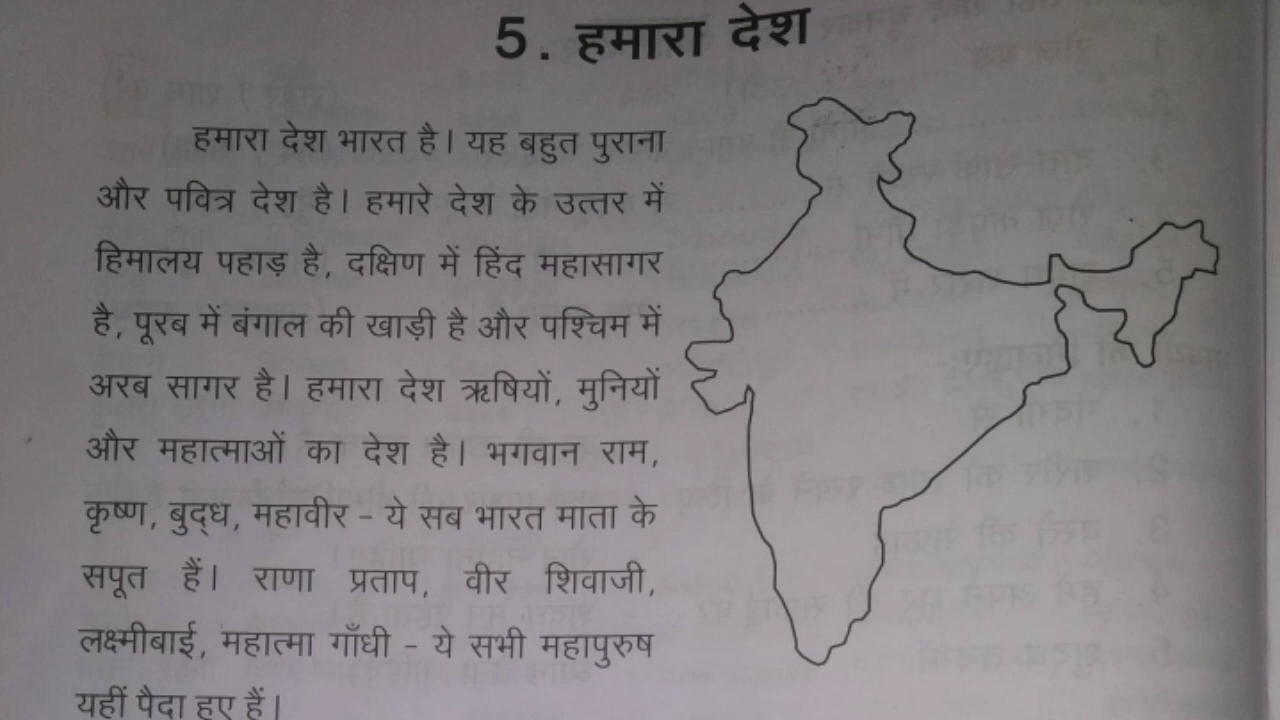 5. हमारा देश
हमारा देश भारत है। यह बहुत पुराना
और पवित्र देश है। हमारे देश के उत्तर में
हिमालय पहाड़ है, दक्षिण में हिंद महासागर
है, पूरब में बंगाल की खाड़ी है और पश्चिम में
अरब सागर है। हमारा देश ऋषियों, मुनियों
और महात्माओं का देश है। भगवान राम,
कृष्ण, बुद्ध, महावीर – ये सब भारत माता के
सपूत हैं। राणा प्रताप, वीर शिवाजी,
लक्ष्मीबाई, महात्मा गाँधी – ये सभी महापुरुष
यहीं पैदा हुए हैं।